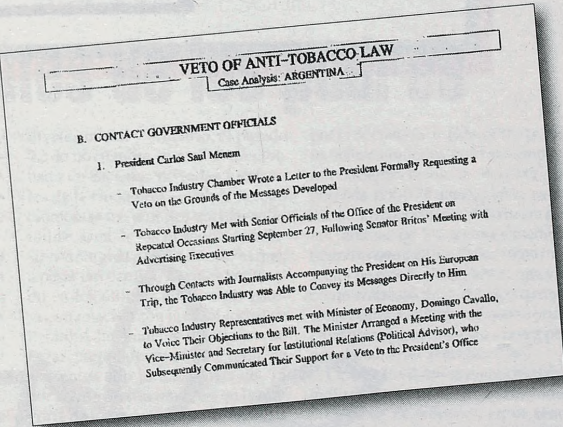 VETO OF ANTI-TOBACCO LAW
Case Analysis: ARGENTINA
B. CONTACT GOVERNMENT OFFICIALS
1. President Carlos Saul Menem
- Tobacco Industry Chamber Wrote a Letter to the President Formally Requesting a
Veto on the Grounds of the Messages Developed
- Tobacco Industry Met with Senior Officials of the Office of the President on
Repeated Occasions Starting September 27, Following Senator Britos' Meeting with
Advertising Executives
- Through Contacts with Journalists Accompanying the President on His European
Trip, the Tobacco Industry was Able to Convey its Messages Directly to Him
- Tobacco Industry Representatives met with Minister of Economy, Domingo Cavallo,
to Voice Their Objections to the Bill. The Minister Arranged a Meeting with the
Vice-Minister and Secretary for Institutional Relations (Political Advisor), who
Subsequently Communicated Their Support for a Veto to the President's Office